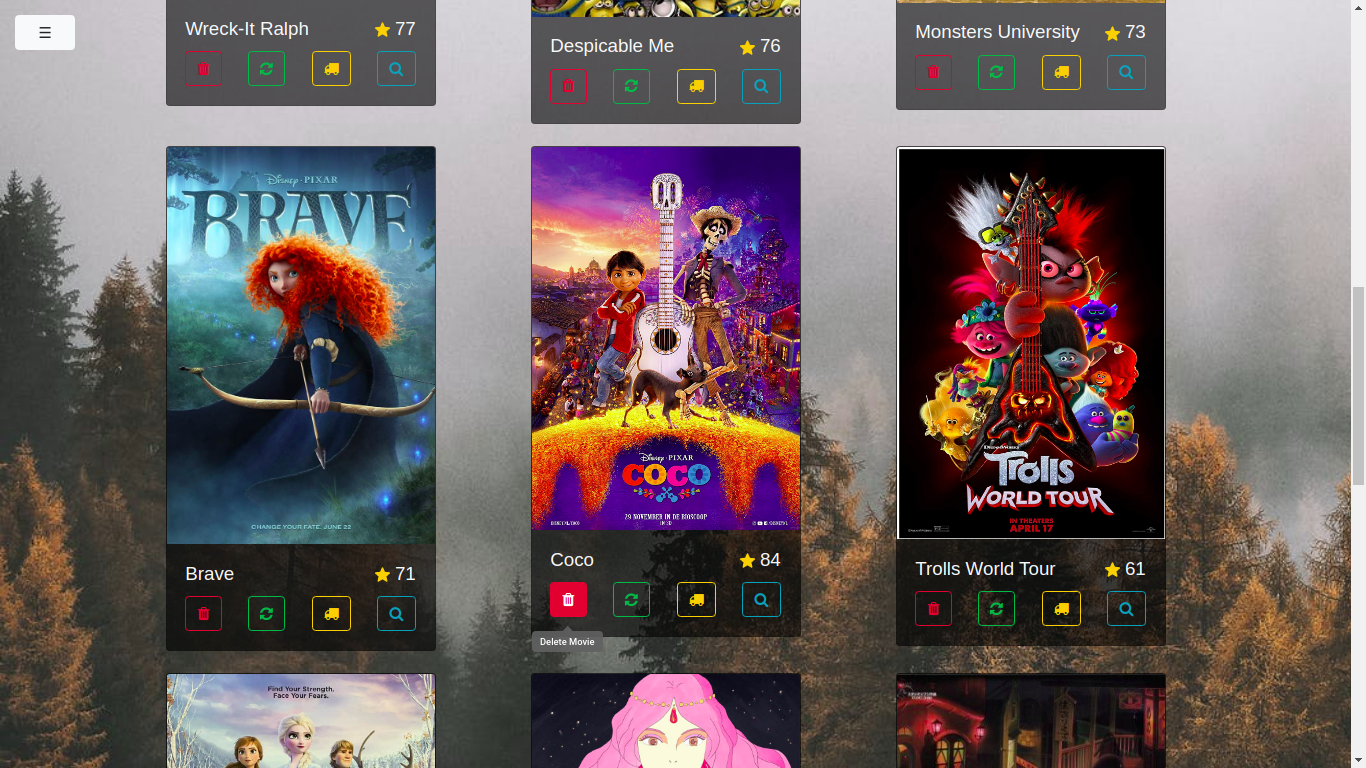 ☰
Wreck-It Ralph
77
Despicable Me
76
Monsters University
73
Disney · PIXAR
BRAVE
CHANGE YOUR FATE. JUNE 22
Brave
71
Disney · PIXAR
COCO
29 NOVEMBER IN DE BIOSCOOP
IN 3D
Coco
84
Delete Movie
TROLLS
WORLD TOUR
IN THEATERS
APRIL 17
Trolls World Tour
61
Find Your Strength.
Face Your Fears.